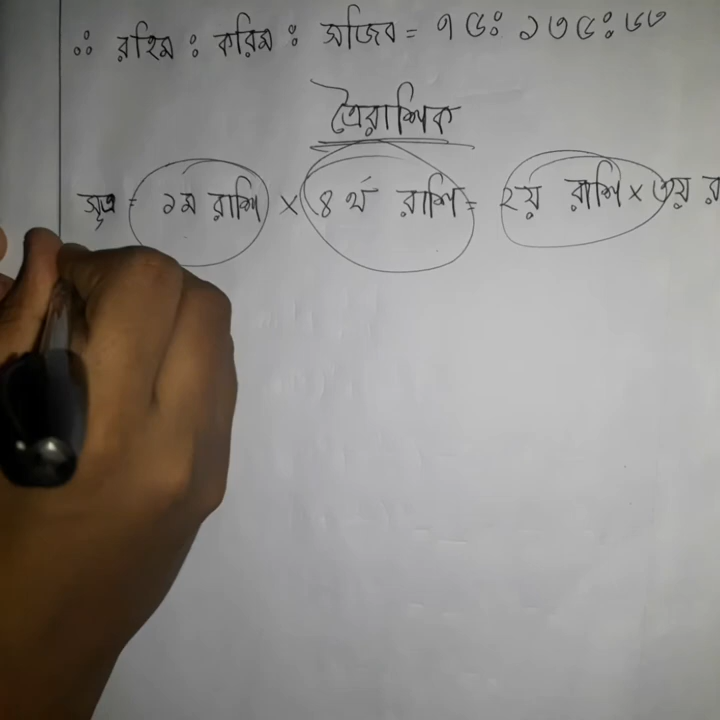 ∴ রহিম : করিম : সজিব = ৭৫ : ১৩৫ : ৬৩
ত্রৈরাশিক
সূত্র = ১ম রাশি × ৪র্থ রাশি = ২য় রাশি × ৩য় র